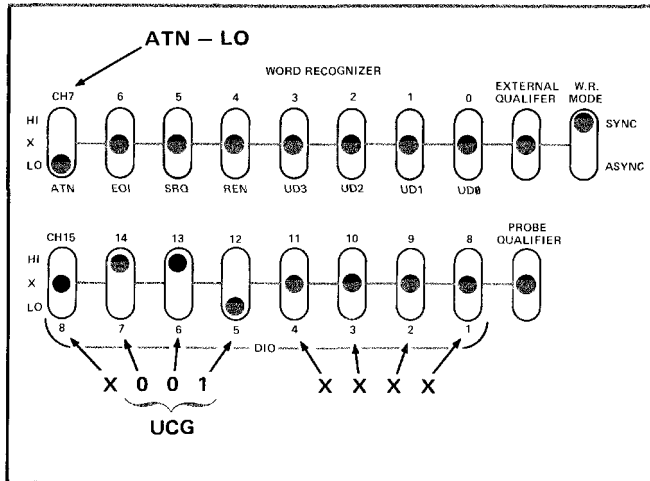 ATN – LO
WORD RECOGNIZER
CH7 6 5 4 3 2 1 0 EXTERNAL QUALIFER W.R. MODE
HI
X
LO
SYNC
ASYNC
ATN EOI SRQ REN UD3 UD2 UD1 UD0
CH15 14 13 12 11 10 9 8 PROBE QUALIFIER
HI
X
LO
8 7 6 5 4 3 2 1
DIO
X 0 0 1 X X X X
UCG